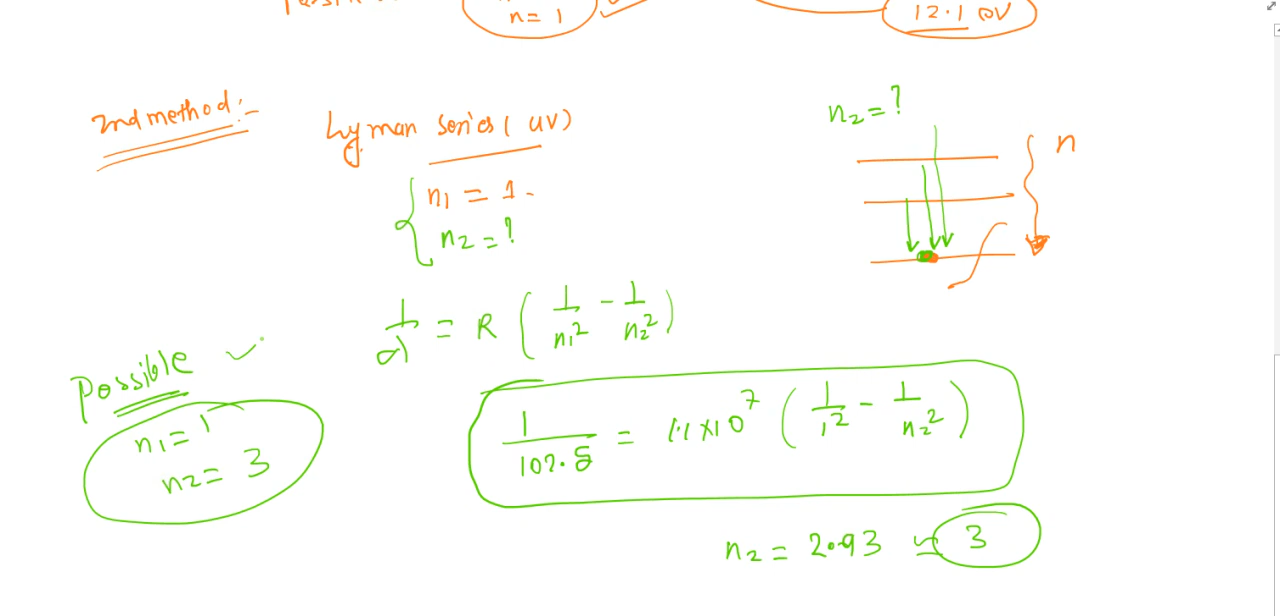 n= 1
12.1 eV
2nd method:-
Lyman series ( UV)
n1 = 1.
n2 = ?
n2 = ?
n
1/λ = R ( 1/n1² - 1/n2² )
Possible ✓
n1 = 1
n2 = 3
1/102.8 = 1.1 × 10⁷ ( 1/1² - 1/n2² )
n2 = 2.93 ≃ 3